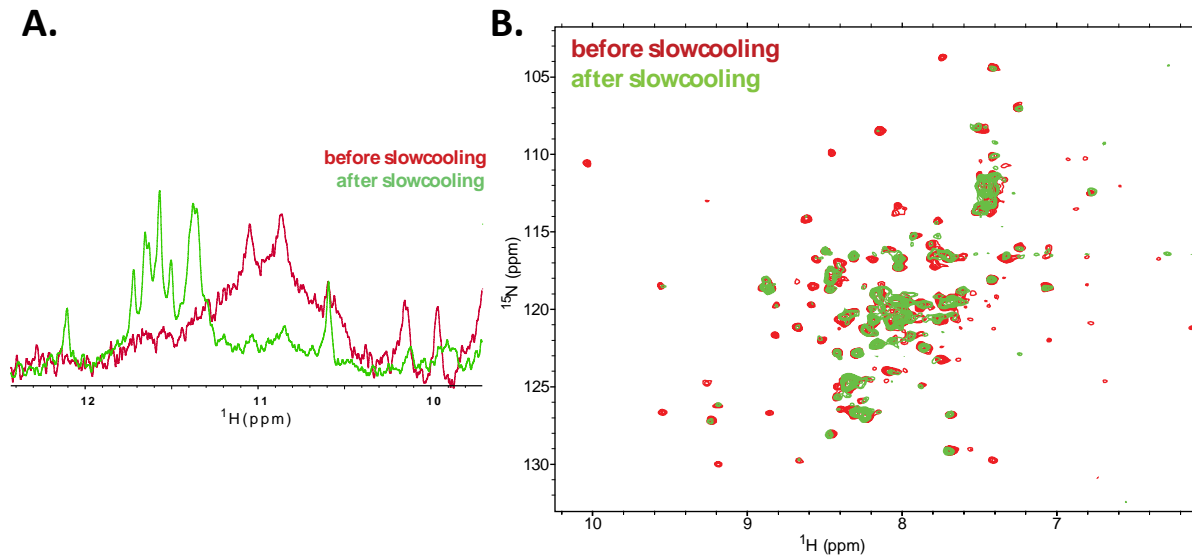 A.
before slowcooling
after slowcooling
12 11 10
¹H (ppm)
B.
before slowcooling
after slowcooling
105
110
115
120
125
130
¹⁵N (ppm)
10 9 8 7
¹H (ppm)